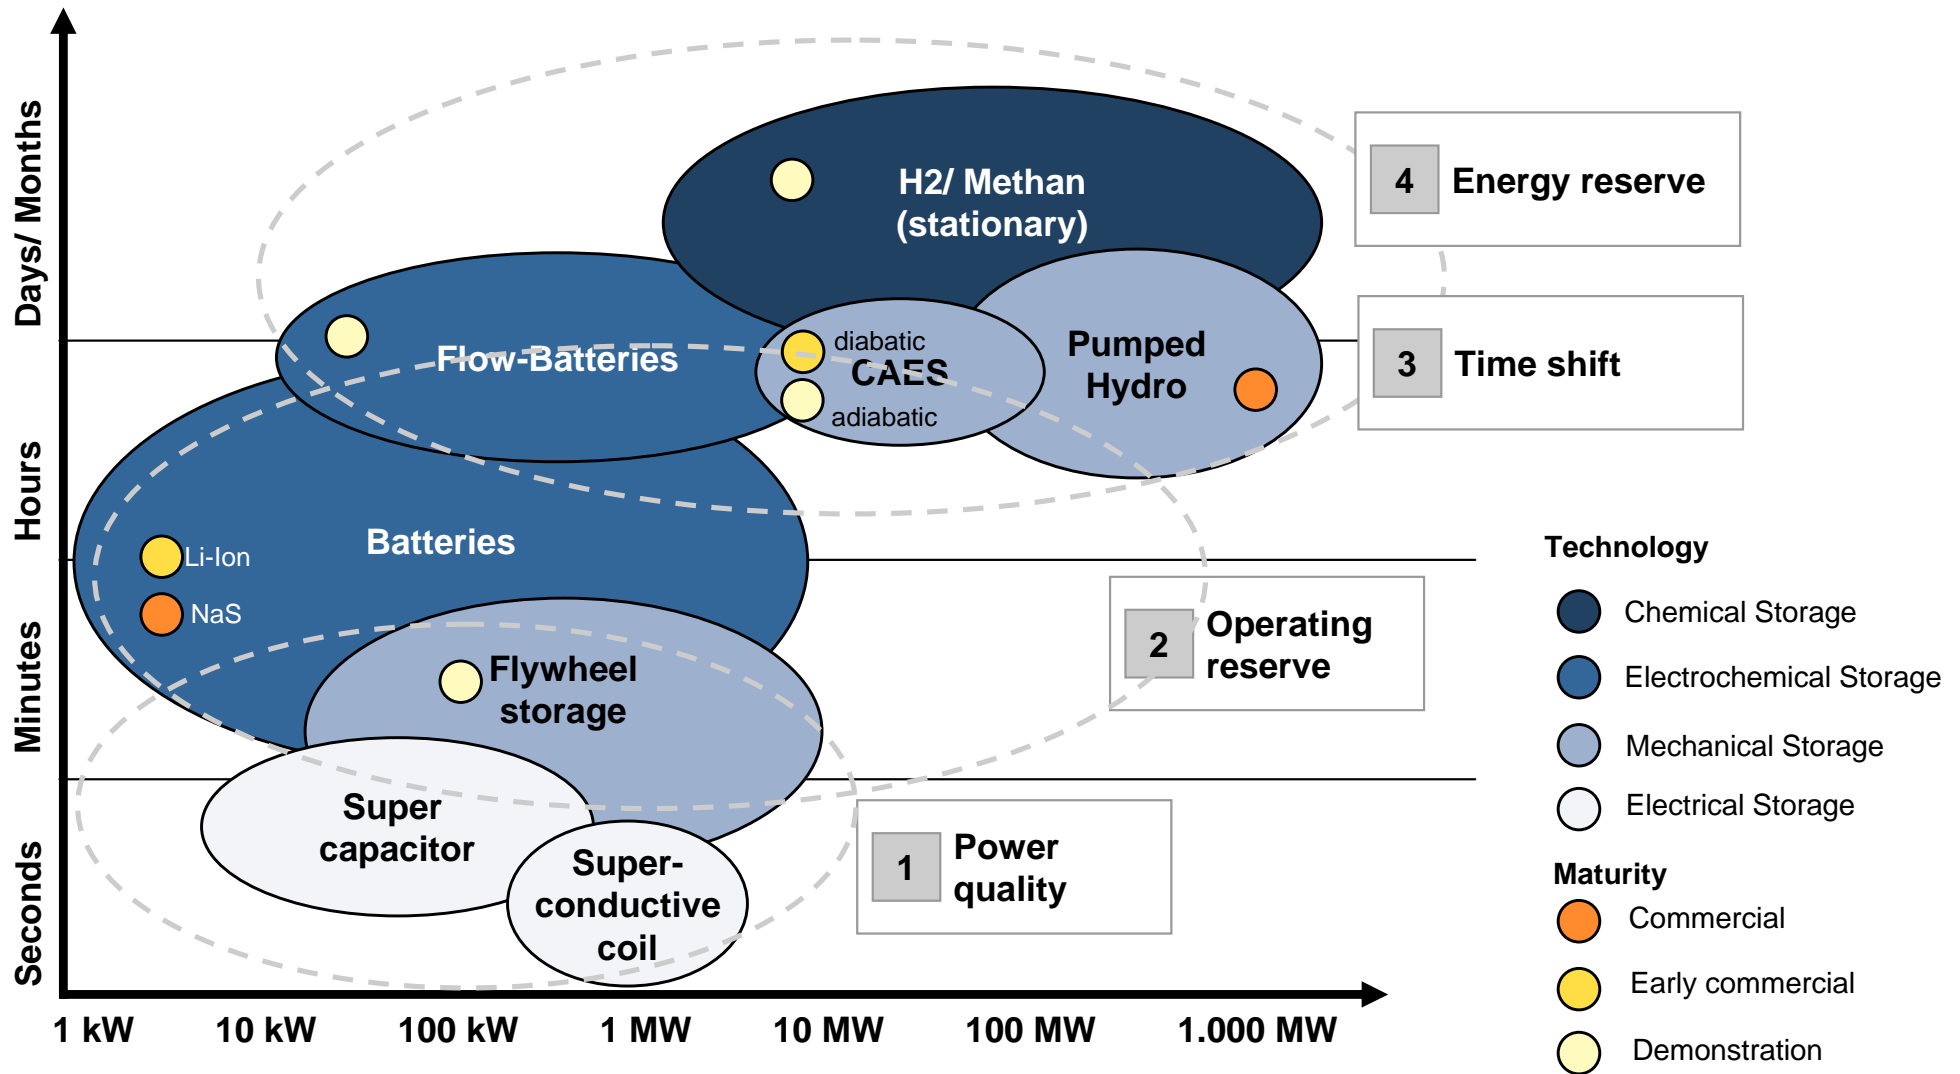 Days/ Months
Hours
Minutes
Seconds
H2/ Methan
(stationary)
4
Energy reserve
Flow-Batteries
diabatic
CAES
adiabatic
Pumped
Hydro
3
Time shift
Batteries
Li-Ion
NaS
Flywheel
storage
2
Operating
reserve
Super
capacitor
Super-
conductive
coil
1
Power
quality
1 kW
10 kW
100 kW
1 MW
10 MW
100 MW
1.000 MW
Technology
Chemical Storage
Electrochemical Storage
Mechanical Storage
Electrical Storage
Maturity
Commercial
Early commercial
Demonstration